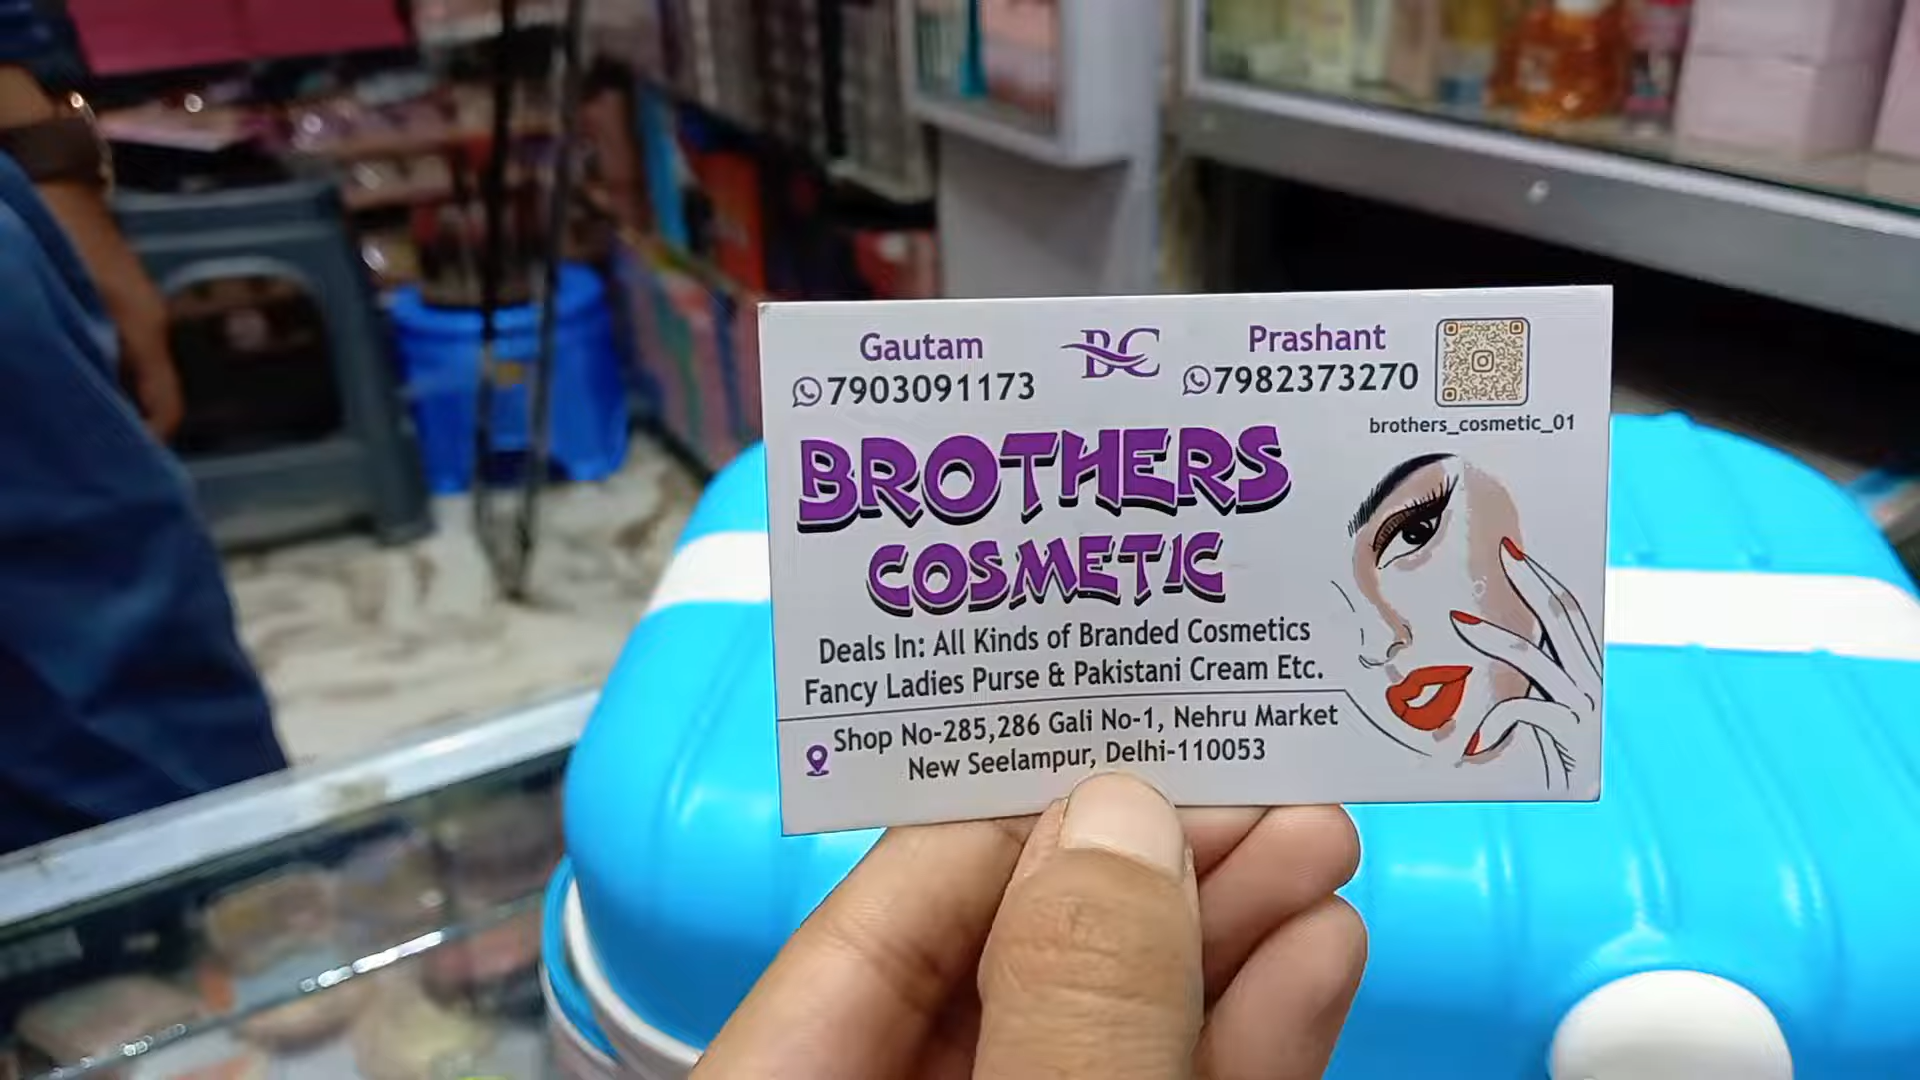 Gautam
7903091173
BC
Prashant
7982373270
brothers_cosmetic_01
BROTHERS
COSMETIC
Deals In: All Kinds of Branded Cosmetics
Fancy Ladies Purse & Pakistani Cream Etc.
Shop No-285,286 Gali No-1, Nehru Market
New Seelampur, Delhi-110053